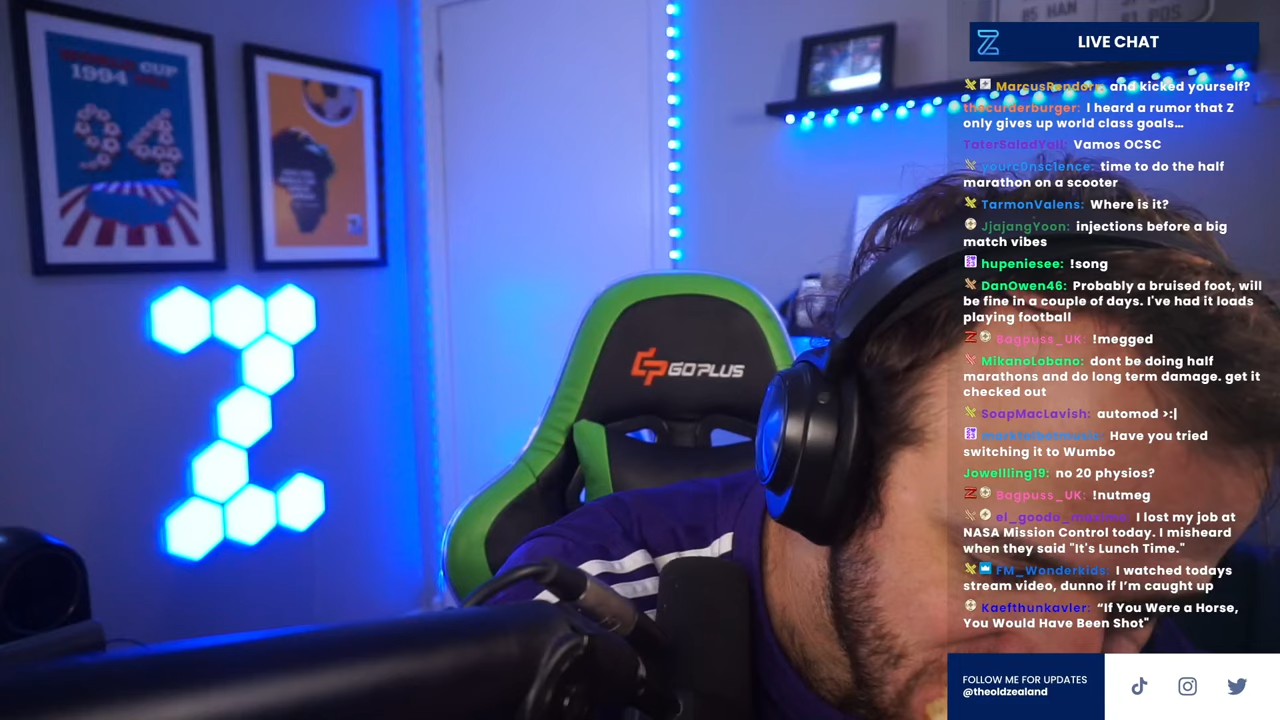 WORLD CUP
1994
94
GOPLUS
85 HAN
81 POS
LIVE CHAT
MarcusRendorr: and kicked yourself?
thecurderburger: I heard a rumor that Z
only gives up world class goals…
TaterSaladYall: Vamos OCSC
yourc0nsc1ence: time to do the half
marathon on a scooter
TarmonValens: Where is it?
JjajangYoon: injections before a big
match vibes
hupeniesee: !song
DanOwen46: Probably a bruised foot, will
be fine in a couple of days. I've had it loads
playing football
Bagpuss_UK: !megged
MikanoLobano: dont be doing half
marathons and do long term damage. get it
checked out
SoapMacLavish: automod >:|
Have you tried
switching it to Wumbo
Jowellling19: no 20 physios?
Bagpuss_UK: !nutmeg
I lost my job at
NASA Mission Control today. I misheard
when they said "It's Lunch Time."
FM_Wonderkids: I watched todays
stream video, dunno if I’m caught up
Kaefthunkavler: “If You Were a Horse,
You Would Have Been Shot"
FOLLOW ME FOR UPDATES
@theoldzealand